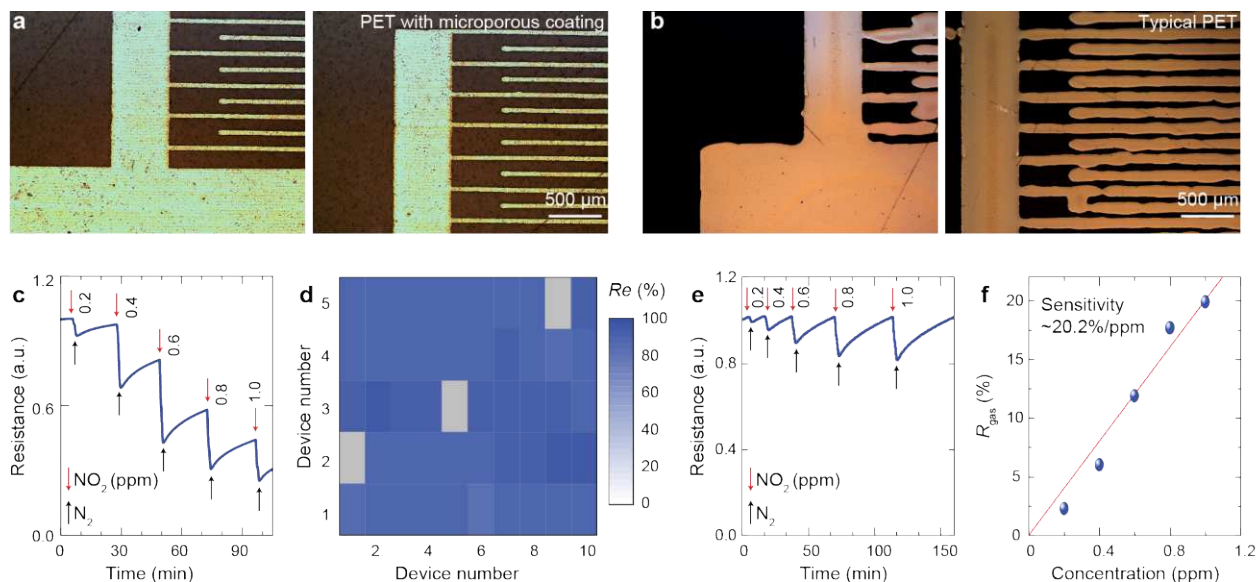 a
PET with microporous coating
500 µm
b
Typical PET
500 µm
c
1.2
0.6
0.0
Resistance (a.u.)
0.2
0.4
0.6
0.8
1.0
NO2 (ppm)
N2
0
30
60
90
Time (min)
d
5
4
3
2
1
Device number
2
4
6
8
10
Device number
Re (%)
100
80
60
40
20
0
e
1.2
1.0
0.8
0.4
0.0
Resistance (a.u.)
0.2
0.4
0.6
0.8
1.0
NO2 (ppm)
N2
0
50
100
150
Time (min)
f
20
15
10
5
0
Rgas (%)
Sensitivity
~20.2%/ppm
0.0
0.4
0.8
1.2
Concentration (ppm)